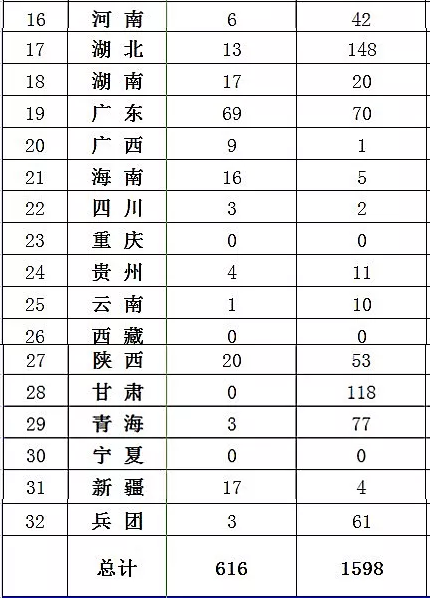 16 河南 6 42
17 湖北 13 148
18 湖南 17 20
19 广东 69 70
20 广西 9 1
21 海南 16 5
22 四川 3 2
23 重庆 0 0
24 贵州 4 11
25 云南 1 10
26 西藏 0 0
27 陕西 20 53
28 甘肃 0 118
29 青海 3 77
30 宁夏 0 0
31 新疆 17 4
32 兵团 3 61
总计 616 1598